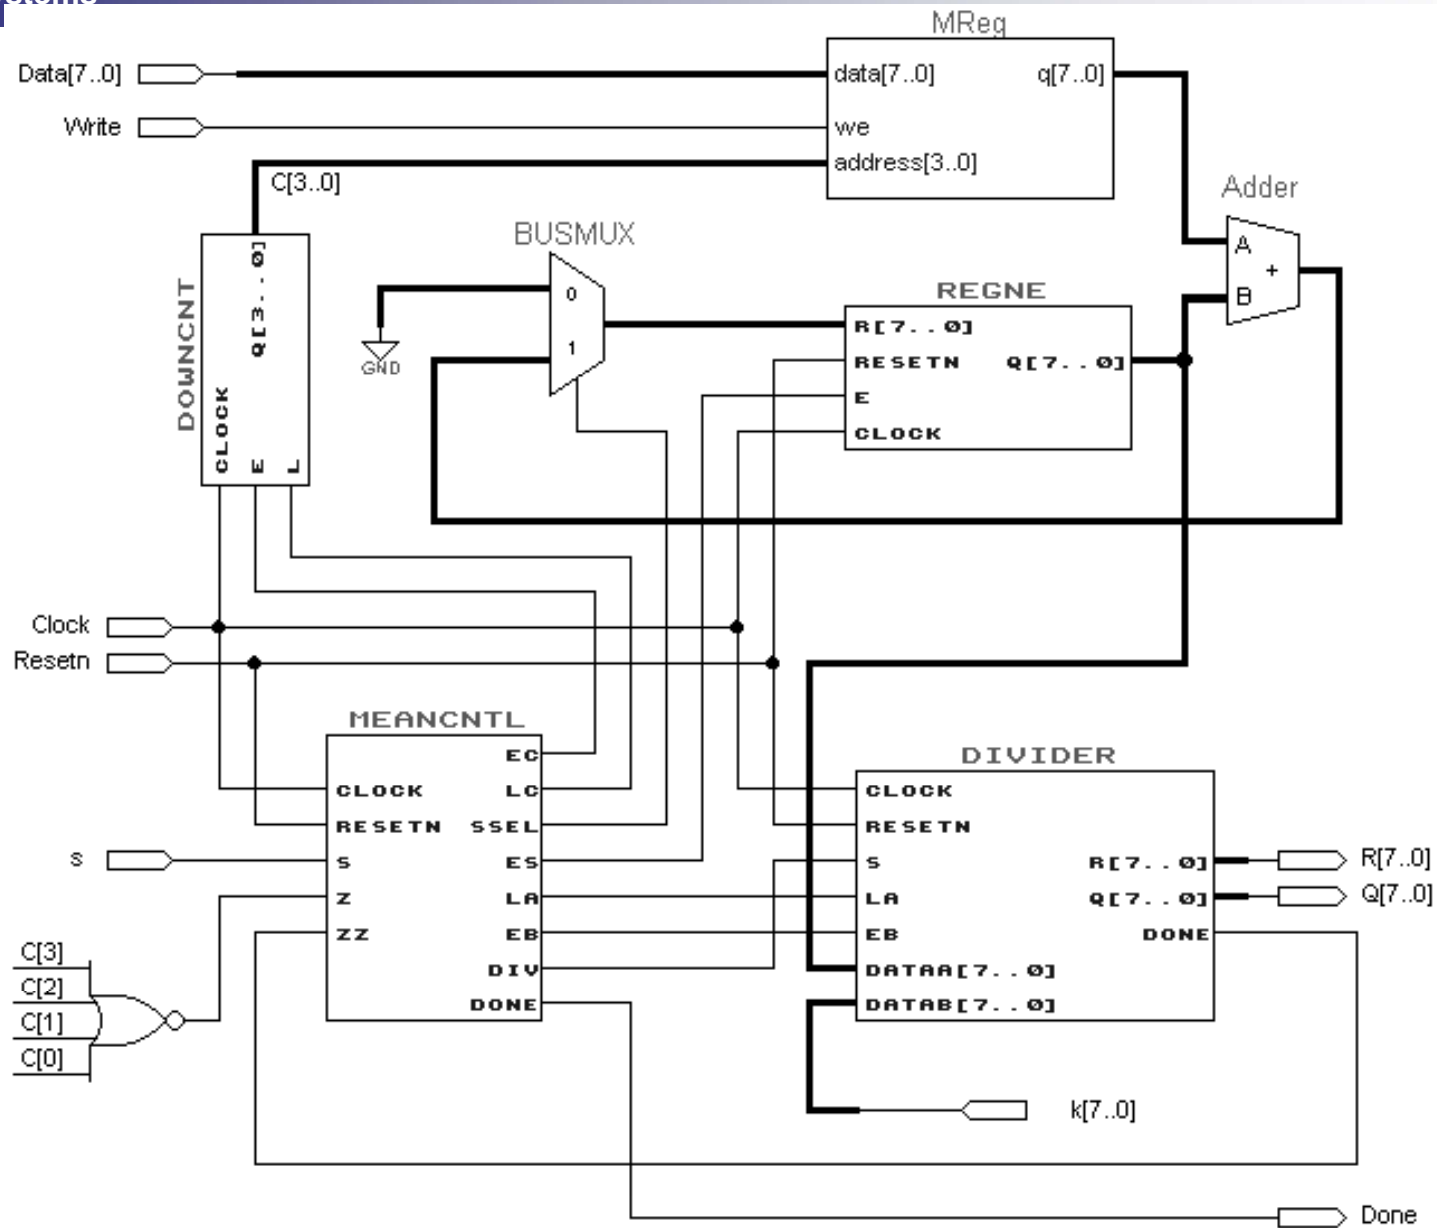 MReg
Data[7..0]
data[7..0] q[7..0]
Write
we
address[3..0]
C[3..0]
Adder
A
+
B
BUSMUX
0
1
GND
DOWNCNT
Q[3..0]
CLOCK
E
L
REGNE
R[7..0]
RESETN Q[7..0]
E
CLOCK
Clock
Resetn
MEANCNTL
EC
CLOCK LC
RESETN SSEL
s
S ES
Z LA
ZZ EB
DIV
DONE
C[3]
C[2]
C[1]
C[0]
DIVIDER
CLOCK
RESETN
S R[7..0]
LA Q[7..0]
EB DONE
DATAA[7..0]
DATAB[7..0]
R[7..0]
Q[7..0]
k[7..0]
Done